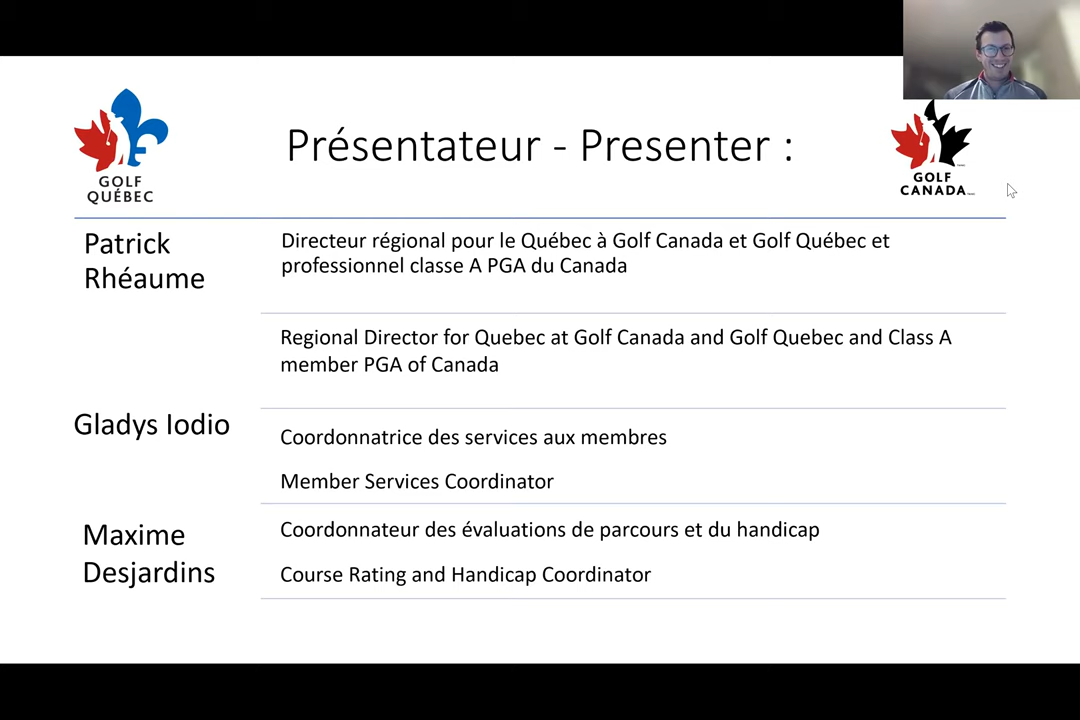 GOLF
QUÉBEC
Présentateur - Presenter :
GOLF
CANADA
Patrick
Rhéaume
Directeur régional pour le Québec à Golf Canada et Golf Québec et
professionnel classe A PGA du Canada
Regional Director for Quebec at Golf Canada and Golf Quebec and Class A
member PGA of Canada
Gladys Iodio
Coordonnatrice des services aux membres
Member Services Coordinator
Maxime
Desjardins
Coordonnateur des évaluations de parcours et du handicap
Course Rating and Handicap Coordinator